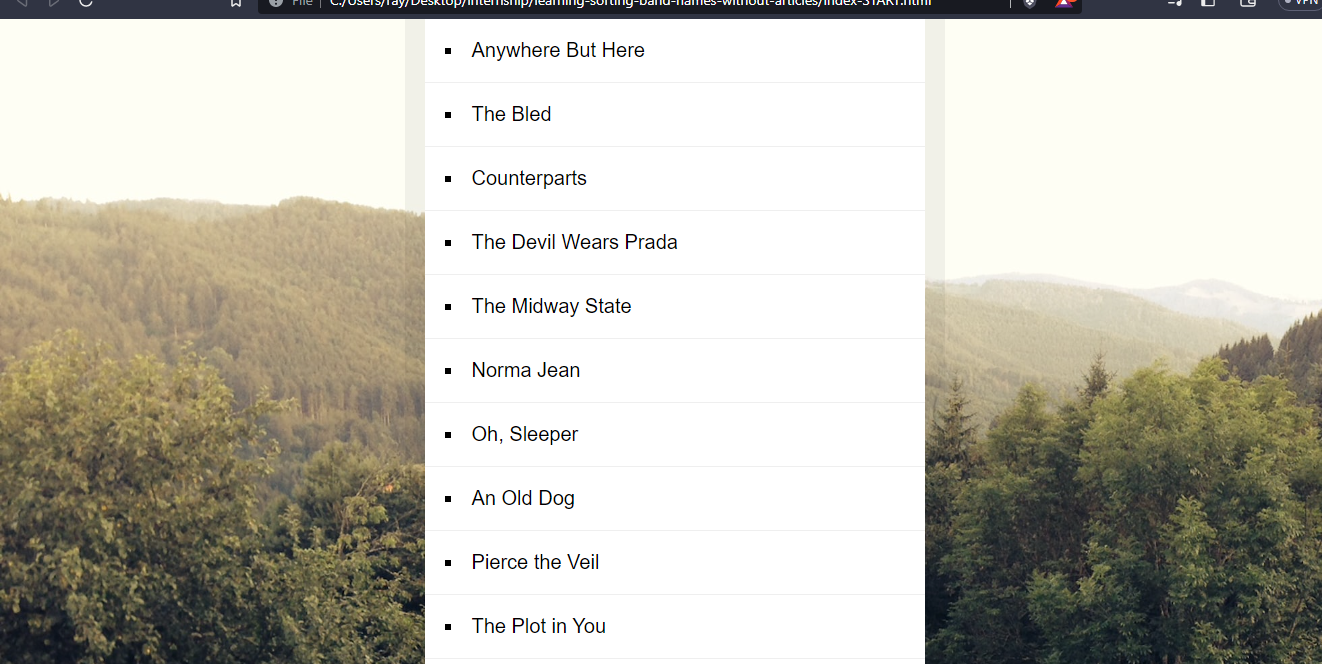 File
C:/Users/ray/Desktop/internship/learning-sorting-band-names-without-articles/index-START.html
VPN
Anywhere But Here
The Bled
Counterparts
The Devil Wears Prada
The Midway State
Norma Jean
Oh, Sleeper
An Old Dog
Pierce the Veil
The Plot in You